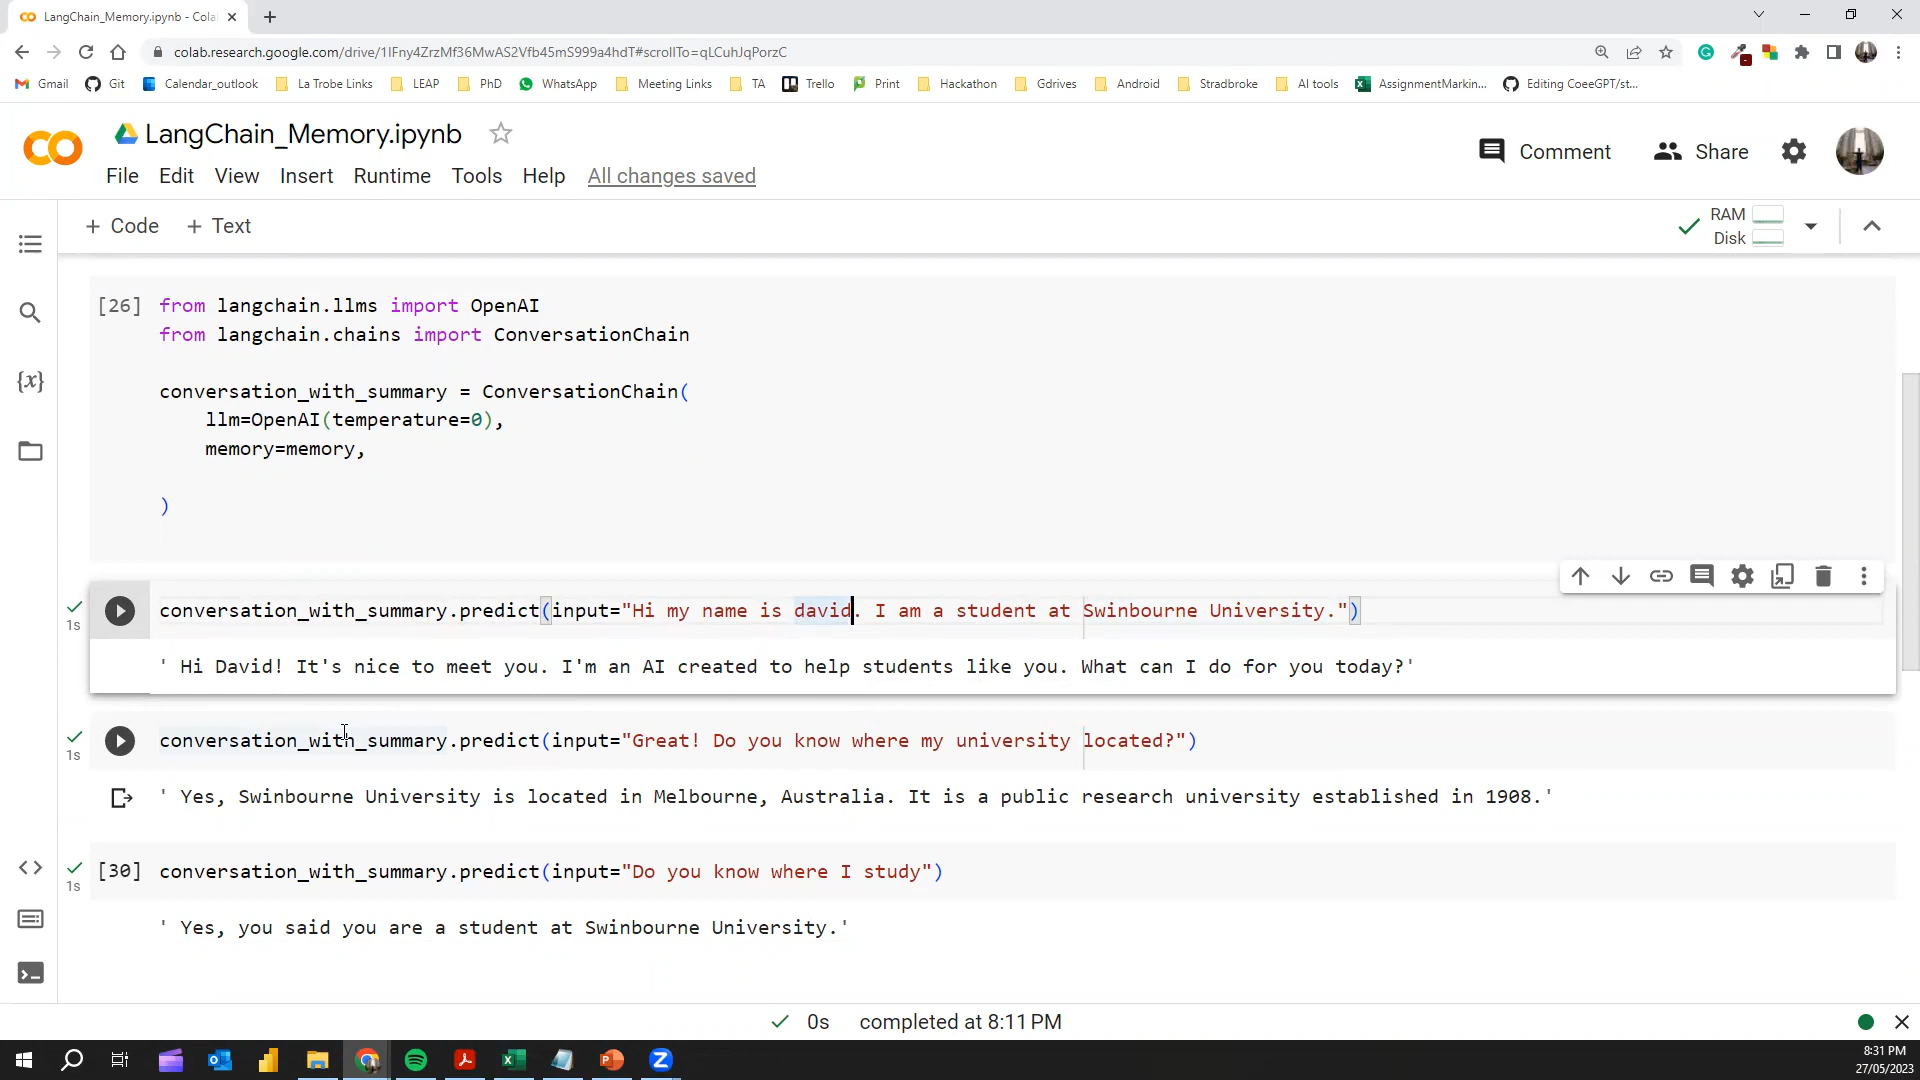 LangChain_Memory.ipynb - Cola
colab.research.google.com/drive/1IFny4ZrzMf36MwAS2Vfb45mS999a4hdT#scrollTo=qLCuhJqPorzC
Gmail Git Calendar_outlook La Trobe Links LEAP PhD WhatsApp Meeting Links TA Trello Print Hackathon Gdrives Android Stradbroke AI tools AssignmentMarkin... Editing CoeeGPT/st...
LangChain_Memory.ipynb
Comment Share
File Edit View Insert Runtime Tools Help All changes saved
+ Code + Text
RAM
Disk
[26] from langchain.llms import OpenAI
from langchain.chains import ConversationChain
conversation_with_summary = ConversationChain(
llm=OpenAI(temperature=0),
memory=memory,
)
conversation_with_summary.predict(input="Hi my name is david. I am a student at Swinbourne University.")
1s
' Hi David! It's nice to meet you. I'm an AI created to help students like you. What can I do for you today?'
conversation_with_summary.predict(input="Great! Do you know where my university located?")
1s
' Yes, Swinbourne University is located in Melbourne, Australia. It is a public research university established in 1908.'
[30] conversation_with_summary.predict(input="Do you know where I study")
1s
' Yes, you said you are a student at Swinbourne University.'
0s completed at 8:11 PM
8:31 PM
27/05/2023